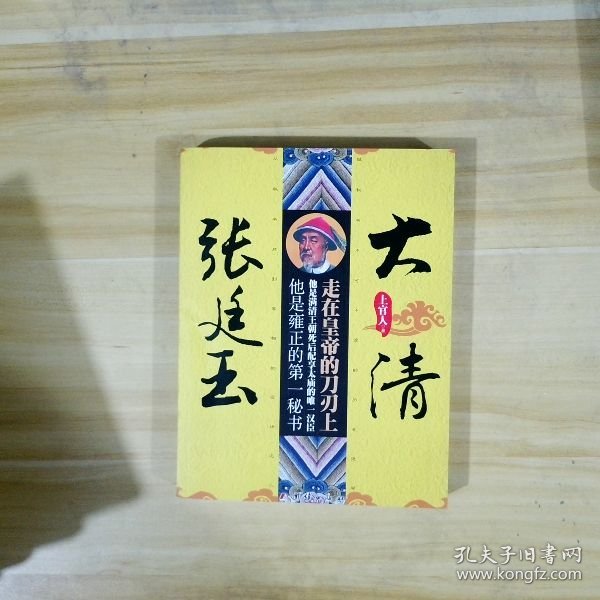 大清
张廷玉
上官人 著
走在皇帝的刀刃上
他是满清王朝死后配享太庙的唯一汉臣
他是雍正的第一秘书
孔夫子旧书网
www.kongfz.com